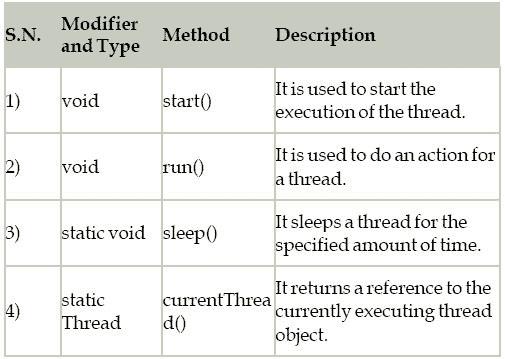 S.N. Modifier and Type Method Description
1) void start() It is used to start the
execution of the thread.
2) void run() It is used to do an action for
a thread.
3) static void sleep() It sleeps a thread for the
specified amount of time.
4) static Thread currentThrea
d() It returns a reference to the
currently executing thread
object.